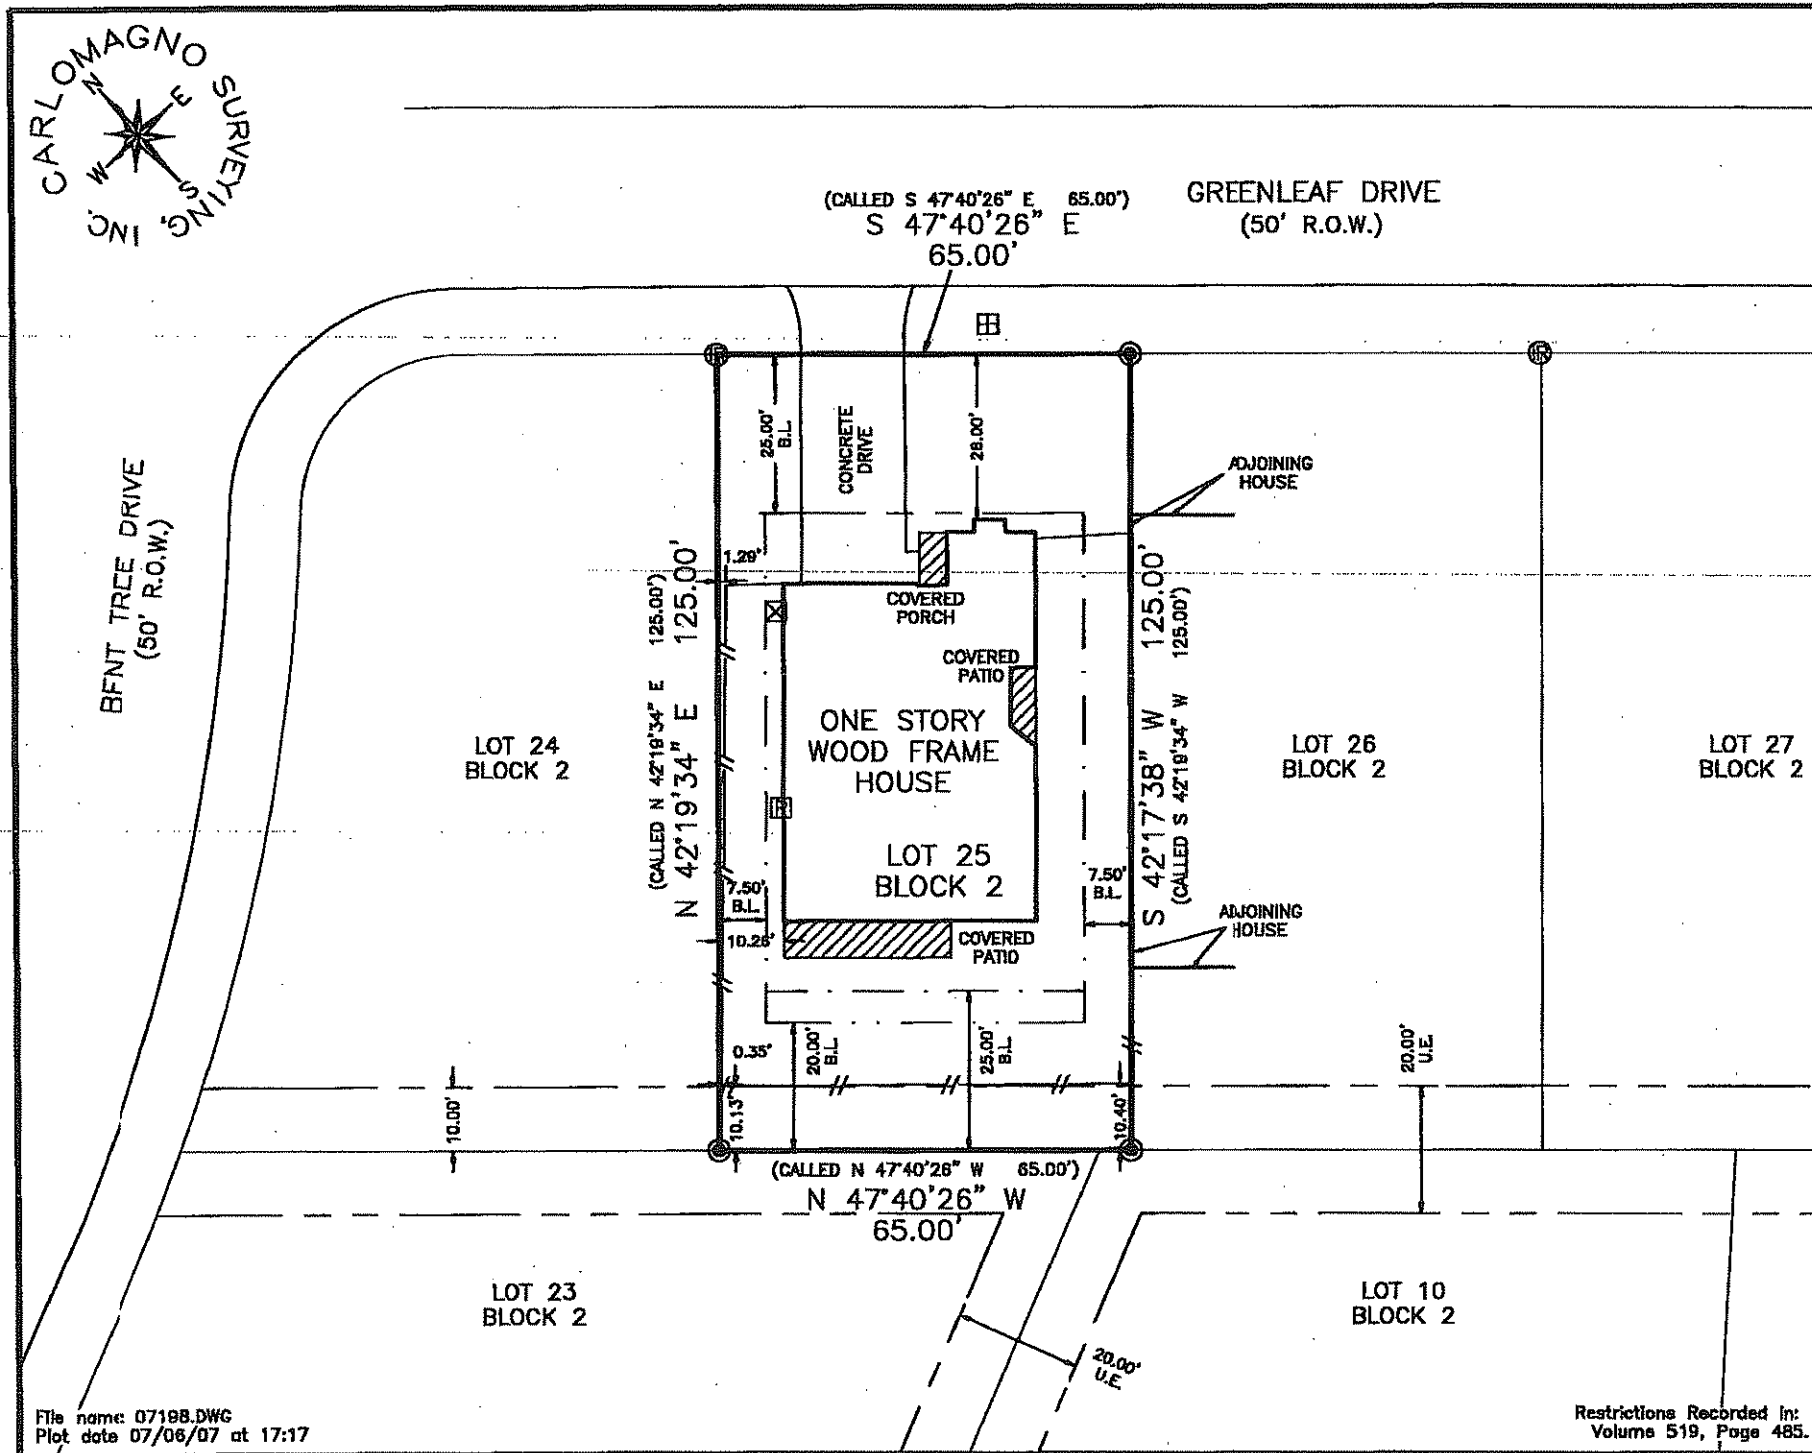 CARLOMAGNO SURVEYING, INC.
N
E
W
S
(CALLED S 47°40'26" E 65.00')
S 47°40'26" E
65.00'
GREENLEAF DRIVE
(50' R.O.W.)
BENT TREE DRIVE
(50' R.O.W.)
25.00'
B.L.
CONCRETE
DRIVE
28.00'
ADJOINING
HOUSE
1.29'
COVERED
PORCH
COVERED
PATIO
(CALLED N 42°19'34" E 125.00')
N 42°19'34" E 125.00'
S 42°17'38" W 125.00'
(CALLED S 42°19'34" W 125.00')
LOT 24
BLOCK 2
ONE STORY
WOOD FRAME
HOUSE
LOT 26
BLOCK 2
LOT 27
BLOCK 2
R
LOT 25
BLOCK 2
7.50'
B.L.
7.50'
B.L.
10.26'
COVERED
PATIO
ADJOINING
HOUSE
0.35'
20.00'
B.L.
25.00'
B.L.
20.00'
U.E.
10.00'
10.13'
10.40'
(CALLED N 47°40'26" W 65.00')
N 47°40'26" W
65.00'
LOT 23
BLOCK 2
LOT 10
BLOCK 2
20.00'
U.E.
File name: 07198.DWG
Plot date 07/06/07 at 17:17
Restrictions Recorded In:
Volume 519, Page 485.